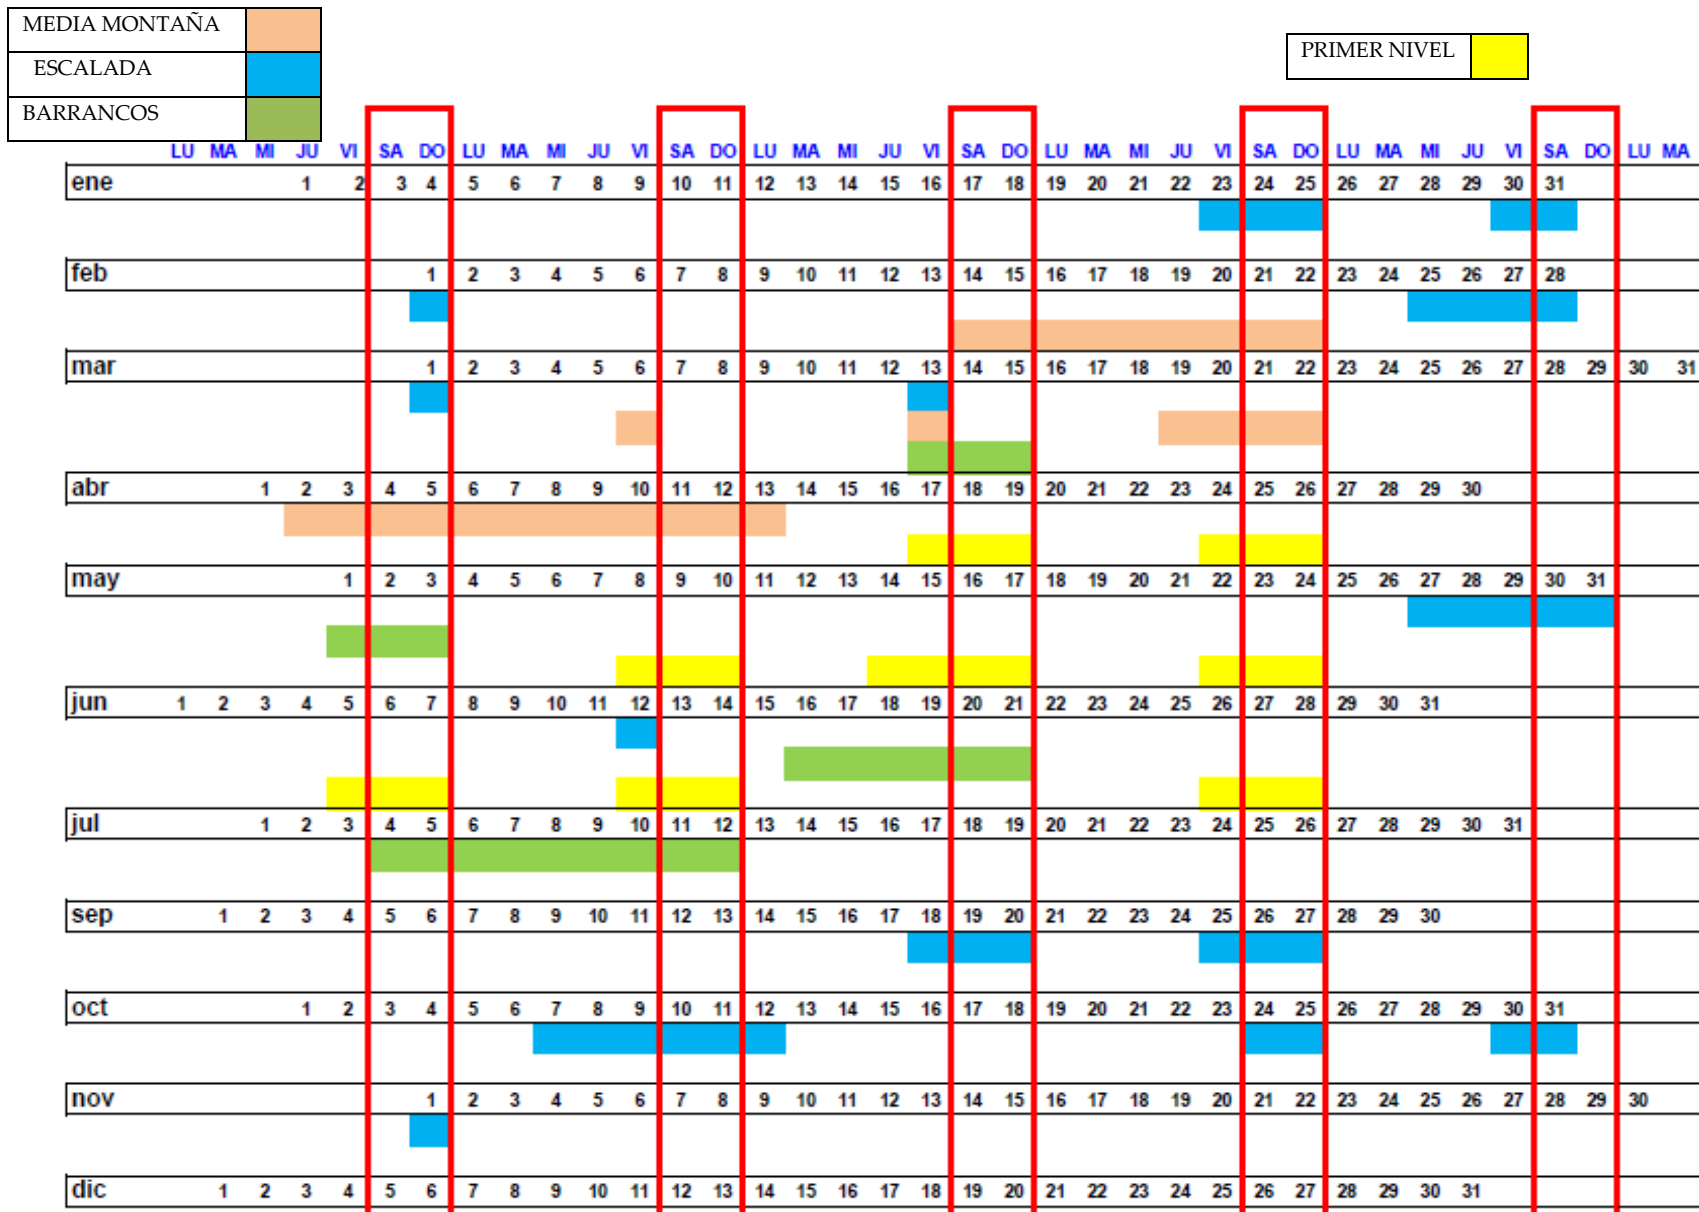 MEDIA MONTAÑA
ESCALADA
BARRANCOS
PRIMER NIVEL
LU MA MI JU VI SA DO LU MA MI JU VI SA DO LU MA MI JU VI SA DO LU MA MI JU VI SA DO LU MA MI JU VI SA DO LU MA
ene 1 2 3 4 5 6 7 8 9 10 11 12 13 14 15 16 17 18 19 20 21 22 23 24 25 26 27 28 29 30 31
feb 1 2 3 4 5 6 7 8 9 10 11 12 13 14 15 16 17 18 19 20 21 22 23 24 25 26 27 28
mar 1 2 3 4 5 6 7 8 9 10 11 12 13 14 15 16 17 18 19 20 21 22 23 24 25 26 27 28 29 30 31
abr 1 2 3 4 5 6 7 8 9 10 11 12 13 14 15 16 17 18 19 20 21 22 23 24 25 26 27 28 29 30
may 1 2 3 4 5 6 7 8 9 10 11 12 13 14 15 16 17 18 19 20 21 22 23 24 25 26 27 28 29 30 31
jun 1 2 3 4 5 6 7 8 9 10 11 12 13 14 15 16 17 18 19 20 21 22 23 24 25 26 27 28 29 30 31
jul 1 2 3 4 5 6 7 8 9 10 11 12 13 14 15 16 17 18 19 20 21 22 23 24 25 26 27 28 29 30 31
sep 1 2 3 4 5 6 7 8 9 10 11 12 13 14 15 16 17 18 19 20 21 22 23 24 25 26 27 28 29 30
oct 1 2 3 4 5 6 7 8 9 10 11 12 13 14 15 16 17 18 19 20 21 22 23 24 25 26 27 28 29 30 31
nov 1 2 3 4 5 6 7 8 9 10 11 12 13 14 15 16 17 18 19 20 21 22 23 24 25 26 27 28 29 30
dic 1 2 3 4 5 6 7 8 9 10 11 12 13 14 15 16 17 18 19 20 21 22 23 24 25 26 27 28 29 30 31